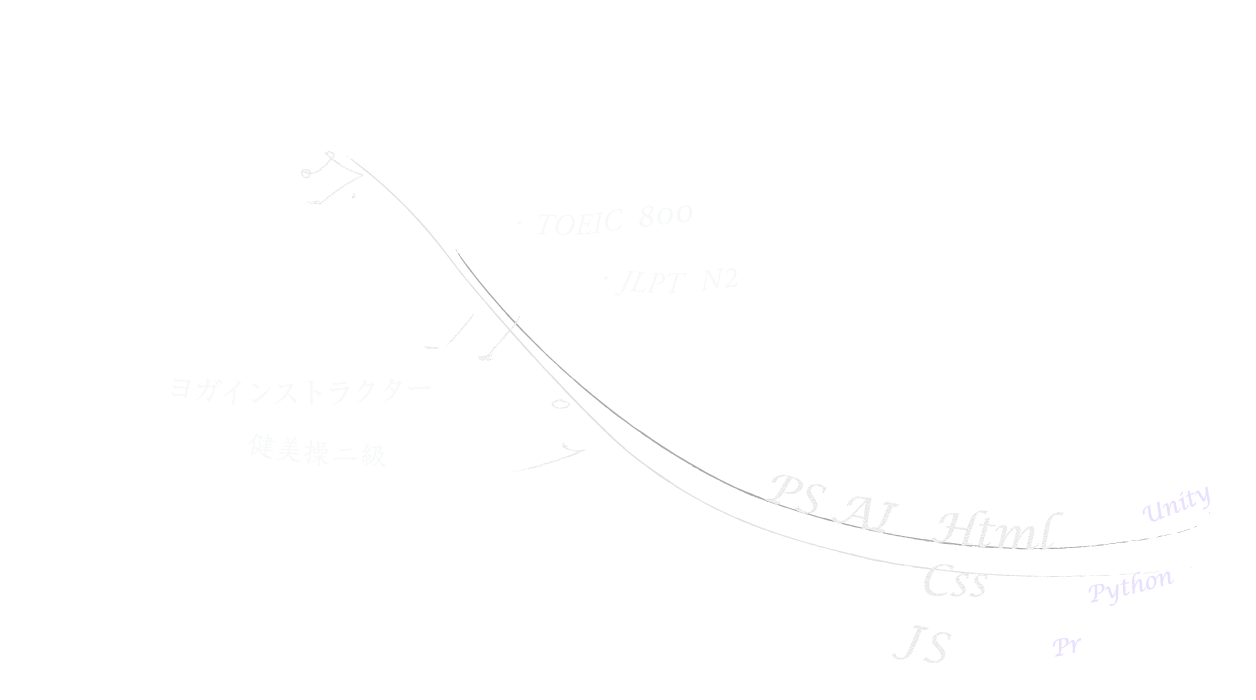 ・TOEIC 800
・JLPT N2
ヨガインストラクター
健美操二級
PS AI Html
Css
JS
Unity
Python
Pr